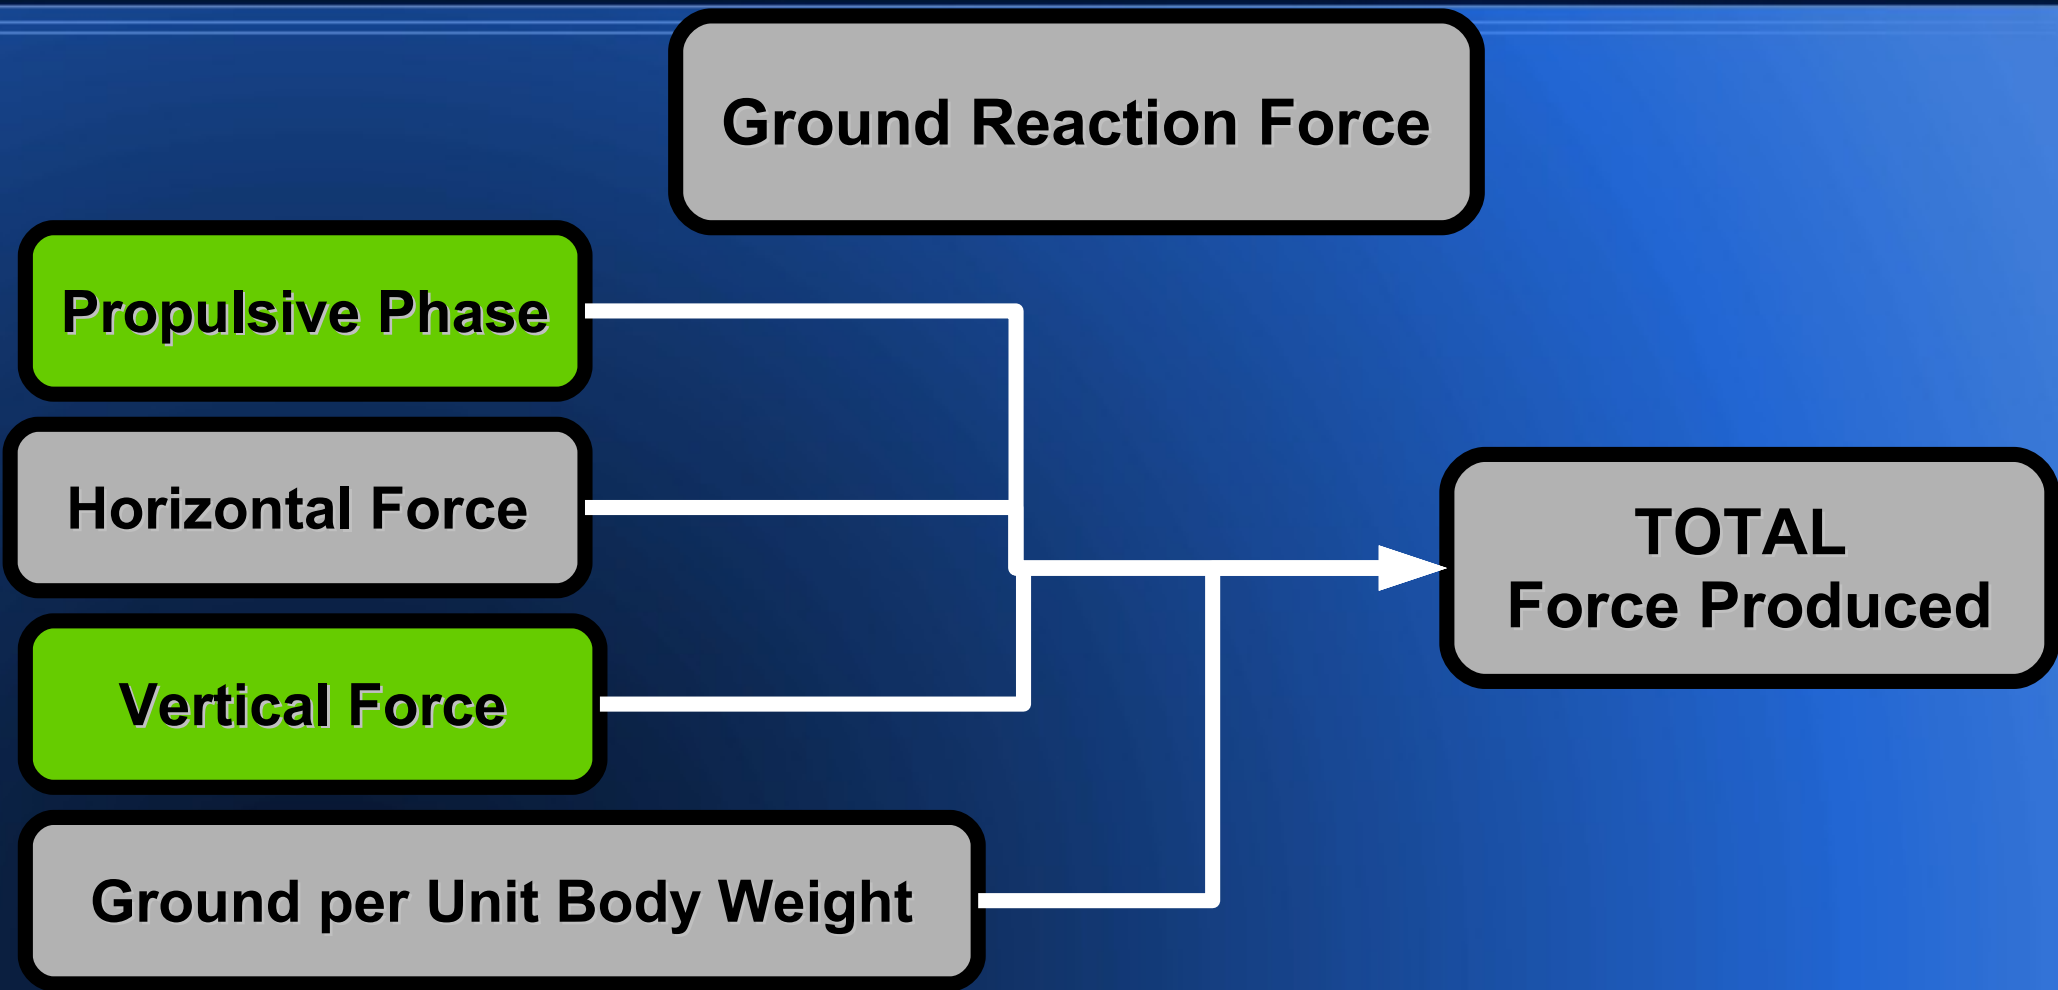 Ground Reaction Force
Propulsive Phase
Horizontal Force
Vertical Force
Ground per Unit Body Weight
TOTAL
Force Produced